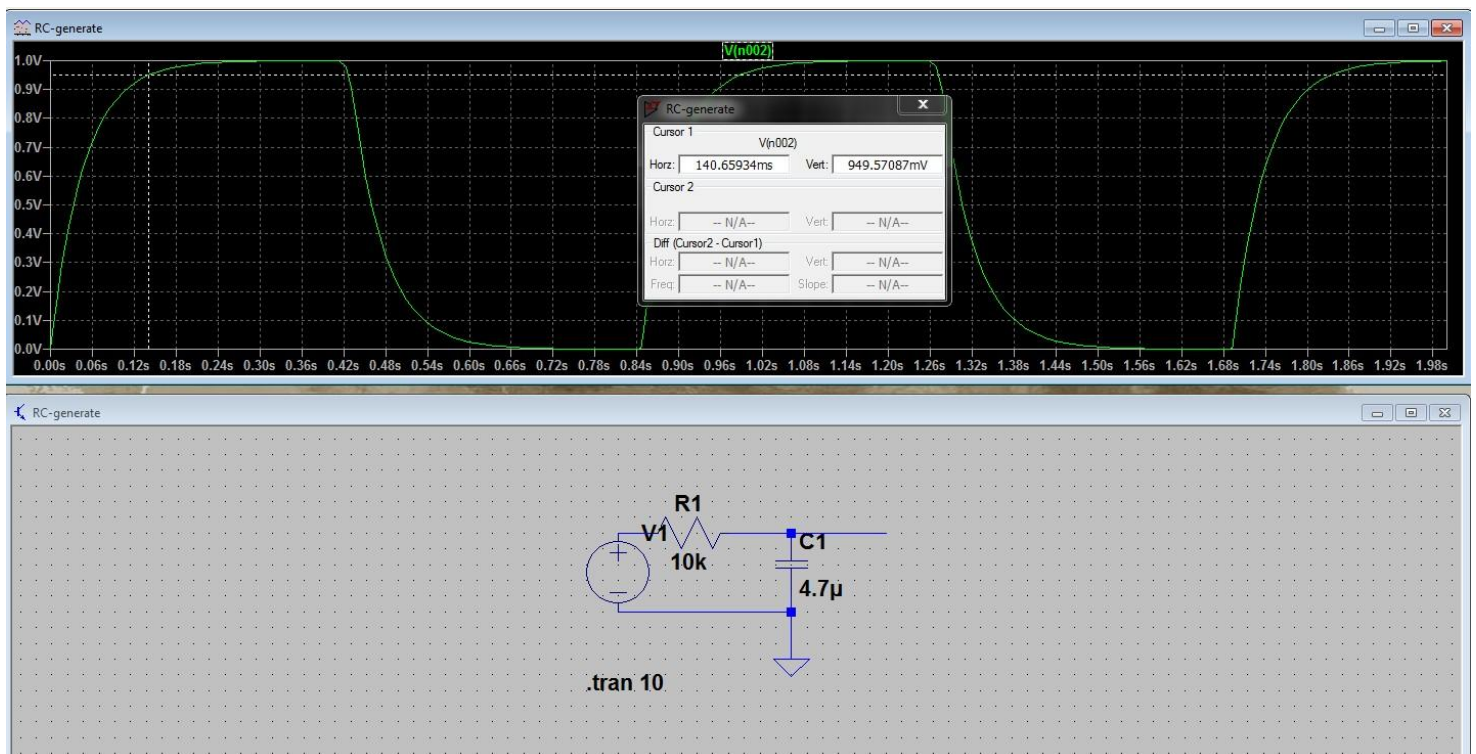 RC-generate
V(n002)
1.0V
0.9V
0.8V
0.7V
0.6V
0.5V
0.4V
0.3V
0.2V
0.1V
0.0V
0.00s 0.06s 0.12s 0.18s 0.24s 0.30s 0.36s 0.42s 0.48s 0.54s 0.60s 0.66s 0.72s 0.78s 0.84s 0.90s 0.96s 1.02s 1.08s 1.14s 1.20s 1.26s 1.32s 1.38s 1.44s 1.50s 1.56s 1.62s 1.68s 1.74s 1.80s 1.86s 1.92s 1.98s
RC-generate
Cursor 1
V(n002)
Horz: 140.65934ms Vert: 949.57087mV
Cursor 2
Horz: -- N/A-- Vert: -- N/A--
Diff (Cursor2 - Cursor1)
Horz: -- N/A-- Vert: -- N/A--
Freq: -- N/A-- Slope: -- N/A--
RC-generate
R1
V1
10k
C1
4.7µ
.tran 10